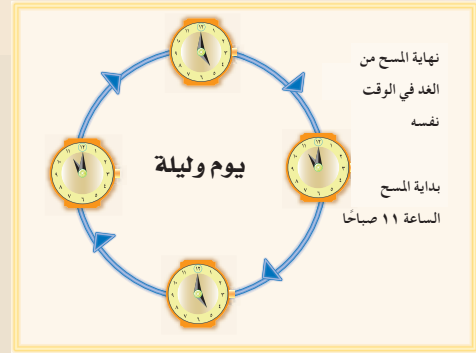 نهاية المسح من
الغد في الوقت
نفسه
يوم وليلة
بداية المسح
الساعة ١١ صباحًا